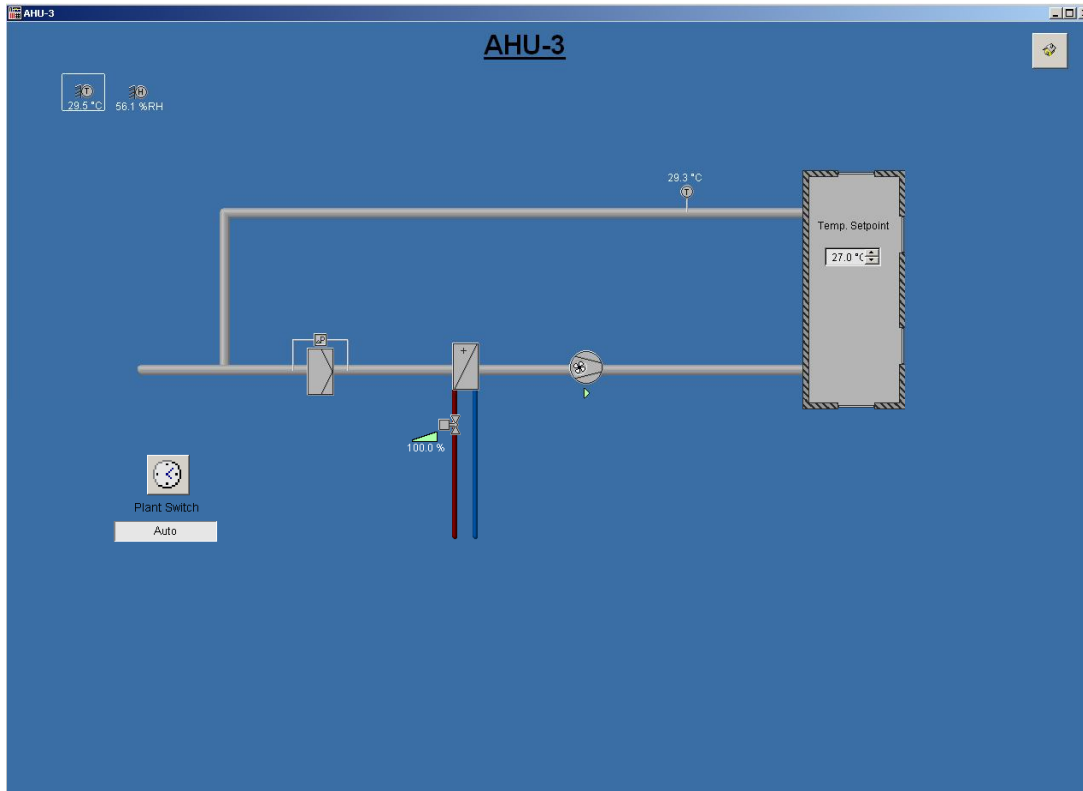 AHU-3
AHU-3
T
H
29.5 °C
56.1 %RH
29.3 °C
T
Temp. Setpoint
27.0 °C
+
100.0 %
Plant Switch
Auto